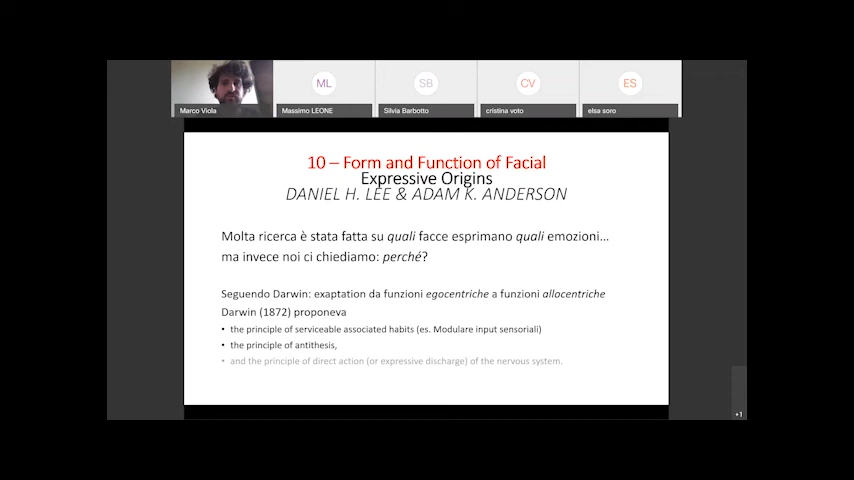 ML
SB
CV
ES
Marco Viola
Massimo LEONE
Silvia Barbotto
cristina voto
elsa soro
10 – Form and Function of Facial
Expressive Origins
DANIEL H. LEE & ADAM K. ANDERSON
Molta ricerca è stata fatta su quali facce esprimano quali emozioni…
ma invece noi ci chiediamo: perché?
Seguendo Darwin: exaptation da funzioni egocentriche a funzioni allocentriche
Darwin (1872) proponeva
• the principle of serviceable associated habits (es. Modulare input sensoriali)
• the principle of antithesis,
• and the principle of direct action (or expressive discharge) of the nervous system.
+1